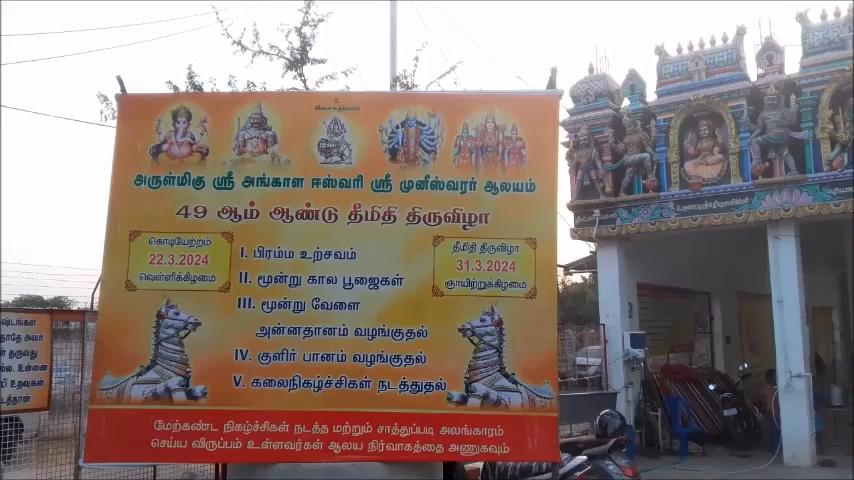 சிவசக்தி
அருள்மிகு ஸ்ரீ அங்காள ஈஸ்வரி ஸ்ரீ முனீஸ்வரர் ஆலயம்
49 ஆம் ஆண்டு தீமிதி திருவிழா
கொடியேற்றம்
22.3.2024
வெள்ளிக்கிழமை
தீமிதி திருவிழா
31.3.2024
ஞாயிற்றுக்கிழமை
I. பிரம்ம உற்சவம்
II. மூன்று கால பூஜைகள்
III. மூன்று வேளை
அன்னதானம் வழங்குதல்
IV. குளிர் பானம் வழங்குதல்
V. கலைநிகழ்ச்சிகள் நடத்துதல்
மேற்கண்ட நிகழ்ச்சிகள் நடத்த மற்றும் சாத்துப்படி அலங்காரம்
செய்ய விருப்பம் உள்ளவர்கள் ஆலய நிர்வாகத்தை அணுகவும்